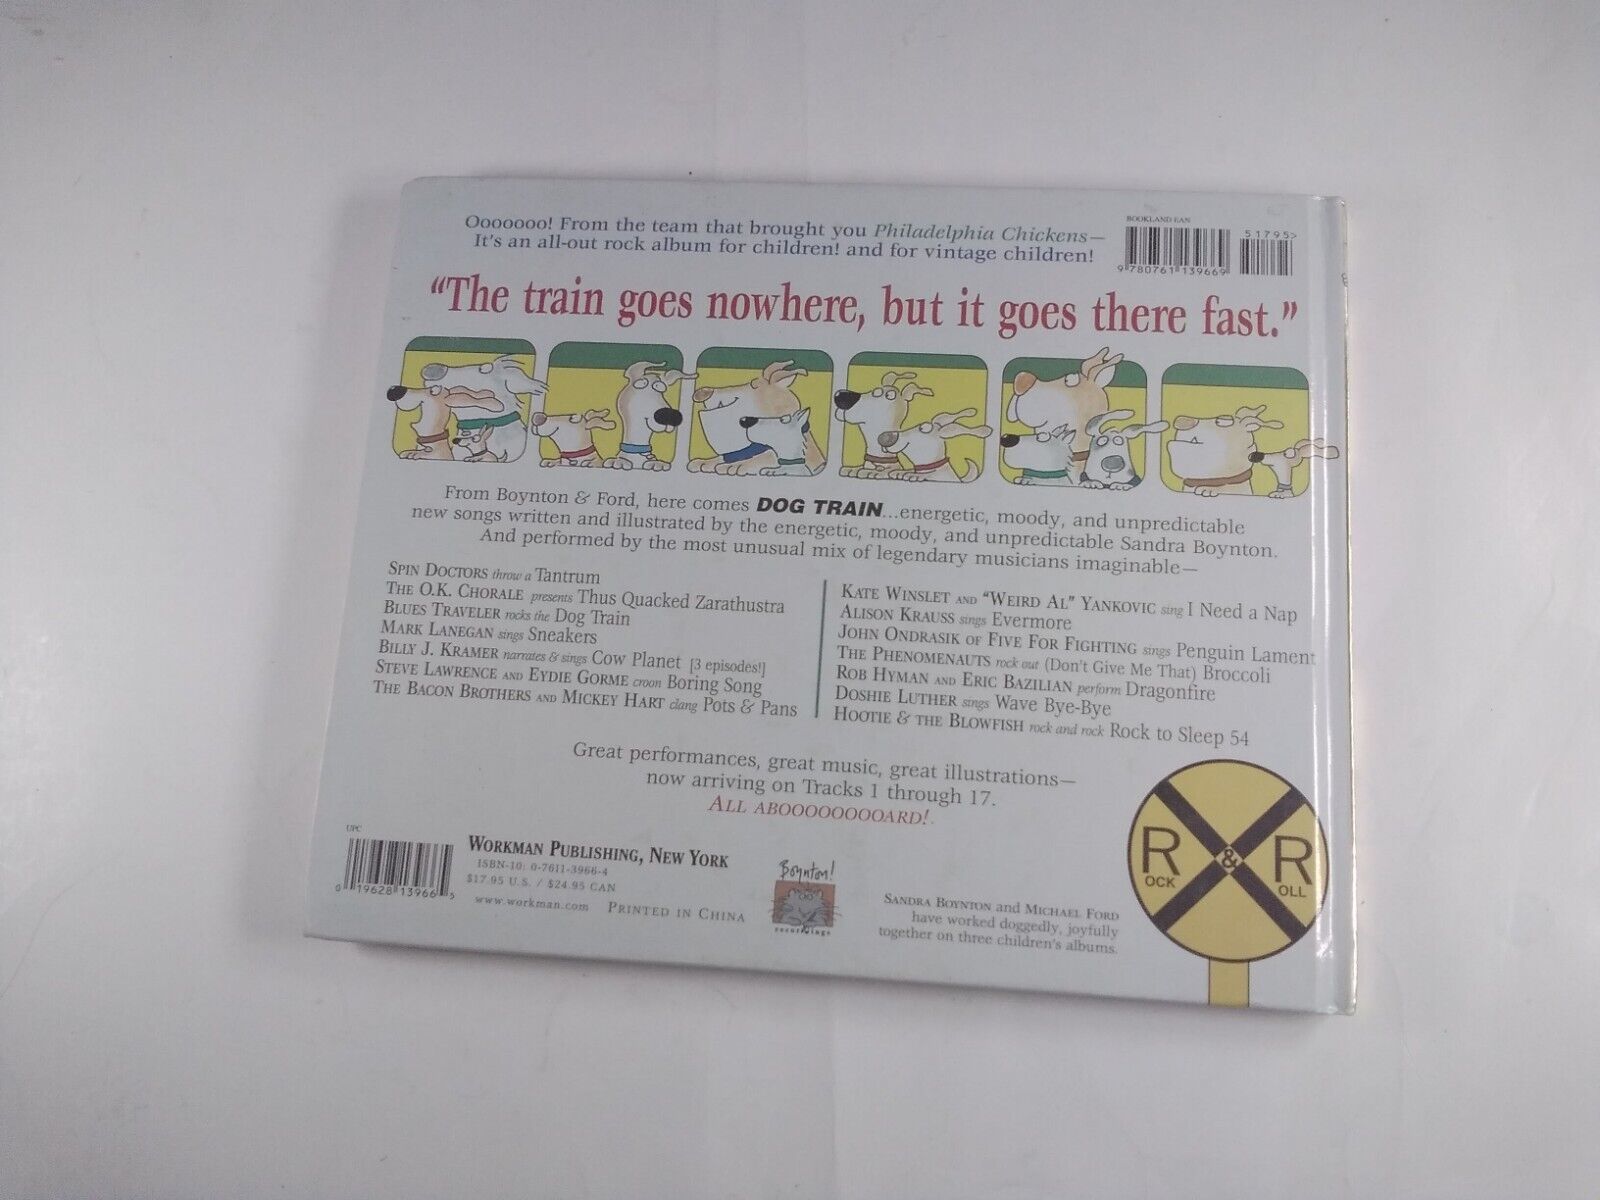 Ooooooo! From the team that brought you Philadelphia Chickens—
It's an all-out rock album for children! and for vintage children!
BOOKLAND EAN
51795>
9 780761 139669
"The train goes nowhere, but it goes there fast."
From Boynton & Ford, here comes DOG TRAIN...energetic, moody, and unpredictable
new songs written and illustrated by the energetic, moody, and unpredictable Sandra Boynton.
And performed by the most unusual mix of legendary musicians imaginable—
SPIN DOCTORS throw a Tantrum
THE O.K. CHORALE presents Thus Quacked Zarathustra
BLUES TRAVELER rocks the Dog Train
MARK LANEGAN sings Sneakers
BILLY J. KRAMER narrates & sings Cow Planet [3 episodes!]
STEVE LAWRENCE AND EYDIE GORME croon Boring Song
THE BACON BROTHERS AND MICKEY HART clang Pots & Pans
KATE WINSLET AND "WEIRD AL" YANKOVIC sing I Need a Nap
ALISON KRAUSS sings Evermore
JOHN ONDRASIK OF FIVE FOR FIGHTING sings Penguin Lament
THE PHENOMENAUTS rock out (Don't Give Me That) Broccoli
ROB HYMAN AND ERIC BAZILIAN perform Dragonfire
DOSHIE LUTHER sings Wave Bye-Bye
HOOTIE & THE BLOWFISH rock and rock Rock to Sleep 54
Great performances, great music, great illustrations—
now arriving on Tracks 1 through 17.
ALL ABOOOOOOOOARD!
UPC
0 19628 13966 5
WORKMAN PUBLISHING, NEW YORK
ISBN-10: 0-7611-3966-4
$17.95 U.S. / $24.95 CAN
www.workman.com PRINTED IN CHINA
Boynton!
recordings
SANDRA BOYNTON and MICHAEL FORD
have worked doggedly, joyfully
together on three children's albums.
ROCK & ROLL